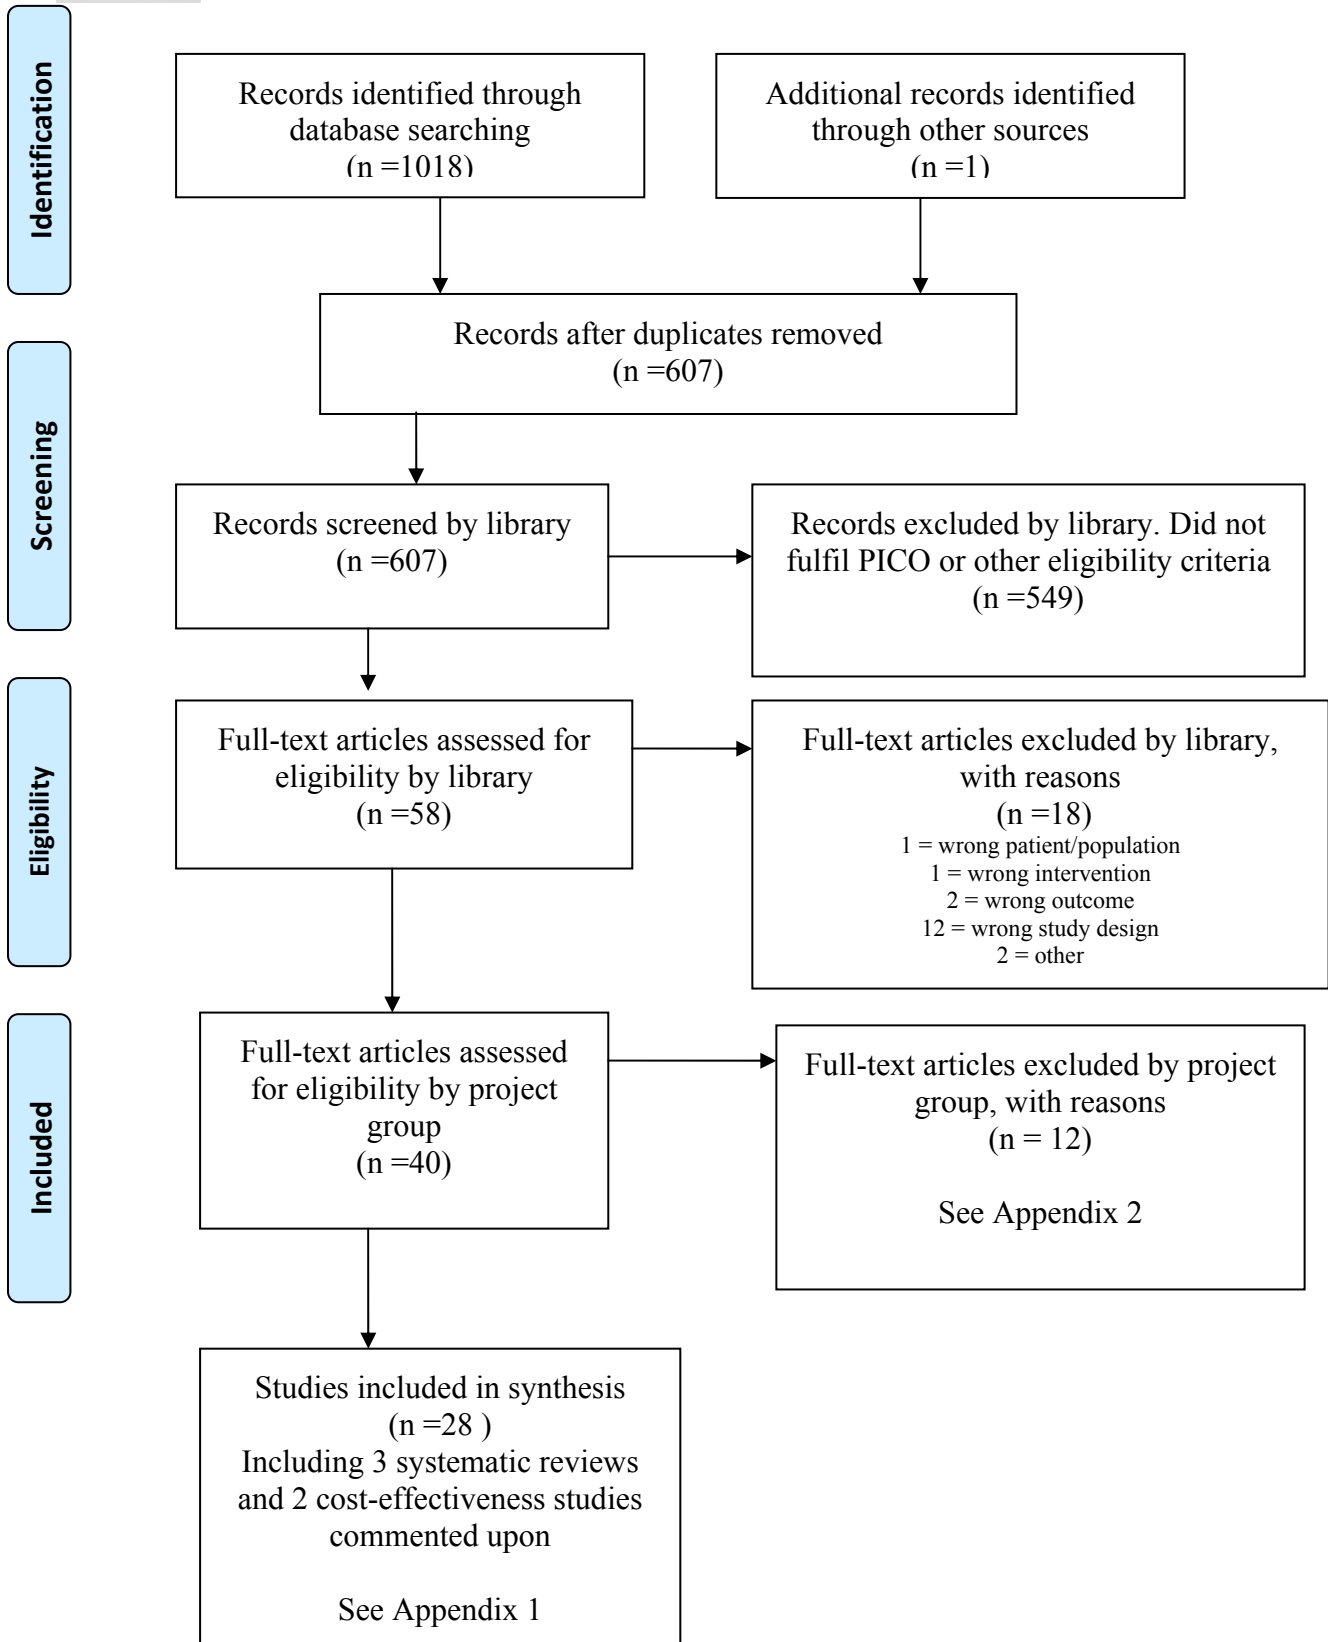 Identification
Records identified through
database searching
(n =1018)
Additional records identified
through other sources
(n =1)
Records after duplicates removed
(n =607)
Screening
Records screened by library
(n =607)
Records excluded by library. Did not
fulfil PICO or other eligibility criteria
(n =549)
Eligibility
Full-text articles assessed for
eligibility by library
(n =58)
Full-text articles excluded by library,
with reasons
(n =18)
1 = wrong patient/population
1 = wrong intervention
2 = wrong outcome
12 = wrong study design
2 = other
Included
Full-text articles assessed
for eligibility by project
group
(n =40)
Full-text articles excluded by project
group, with reasons
(n = 12)
See Appendix 2
Studies included in synthesis
(n =28 )
Including 3 systematic reviews
and 2 cost-effectiveness studies
commented upon
See Appendix 1